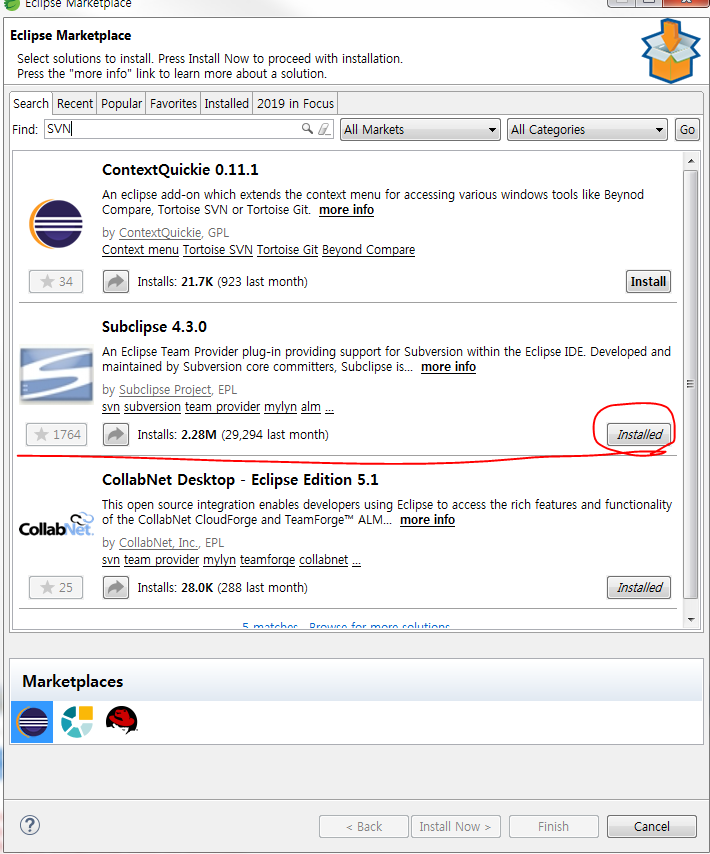 Eclipse Marketplace
Eclipse Marketplace
Select solutions to install. Press Install Now to proceed with installation.
Press the "more info" link to learn more about a solution.
Search Recent Popular Favorites Installed 2019 in Focus
Find: SVN All Markets All Categories Go
ContextQuickie 0.11.1
An eclipse add-on which extends the context menu for accessing various windows tools like Beynod
Compare, Tortoise SVN or Tortoise Git. more info
by ContextQuickie, GPL
Context menu Tortoise SVN Tortoise Git Beyond Compare
34 Installs: 21.7K (923 last month) Install
Subclipse 4.3.0
An Eclipse Team Provider plug-in providing support for Subversion within the Eclipse IDE. Developed and
maintained by Subversion core committers, Subclipse is... more info
by Subclipse Project, EPL
svn subversion team provider mylyn alm ...
1764 Installs: 2.28M (29,294 last month) Installed
CollabNet Desktop - Eclipse Edition 5.1
This open source integration enables developers using Eclipse to access the rich features and functionality
CollabNet. of the CollabNet CloudForge and TeamForge™ ALM... more info
by CollabNet, Inc., EPL
svn team provider mylyn teamforge collabnet ...
25 Installs: 28.0K (288 last month) Installed
5 matches. Browse for more solutions.
Marketplaces
? < Back Install Now > Finish Cancel